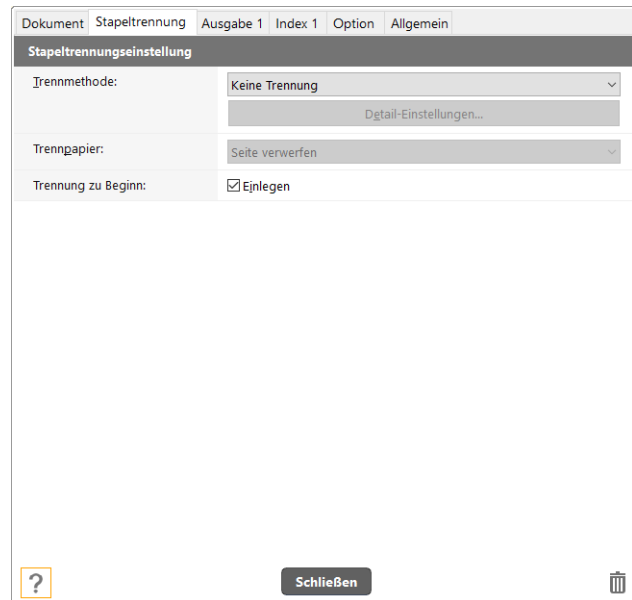 Dokument Stapeltrennung Ausgabe 1 Index 1 Option Allgemein
Stapeltrennungseinstellung
Trennmethode: Keine Trennung
Detail-Einstellungen...
Trennpapier: Seite verwerfen
Trennung zu Beginn: Einlegen
? Schließen